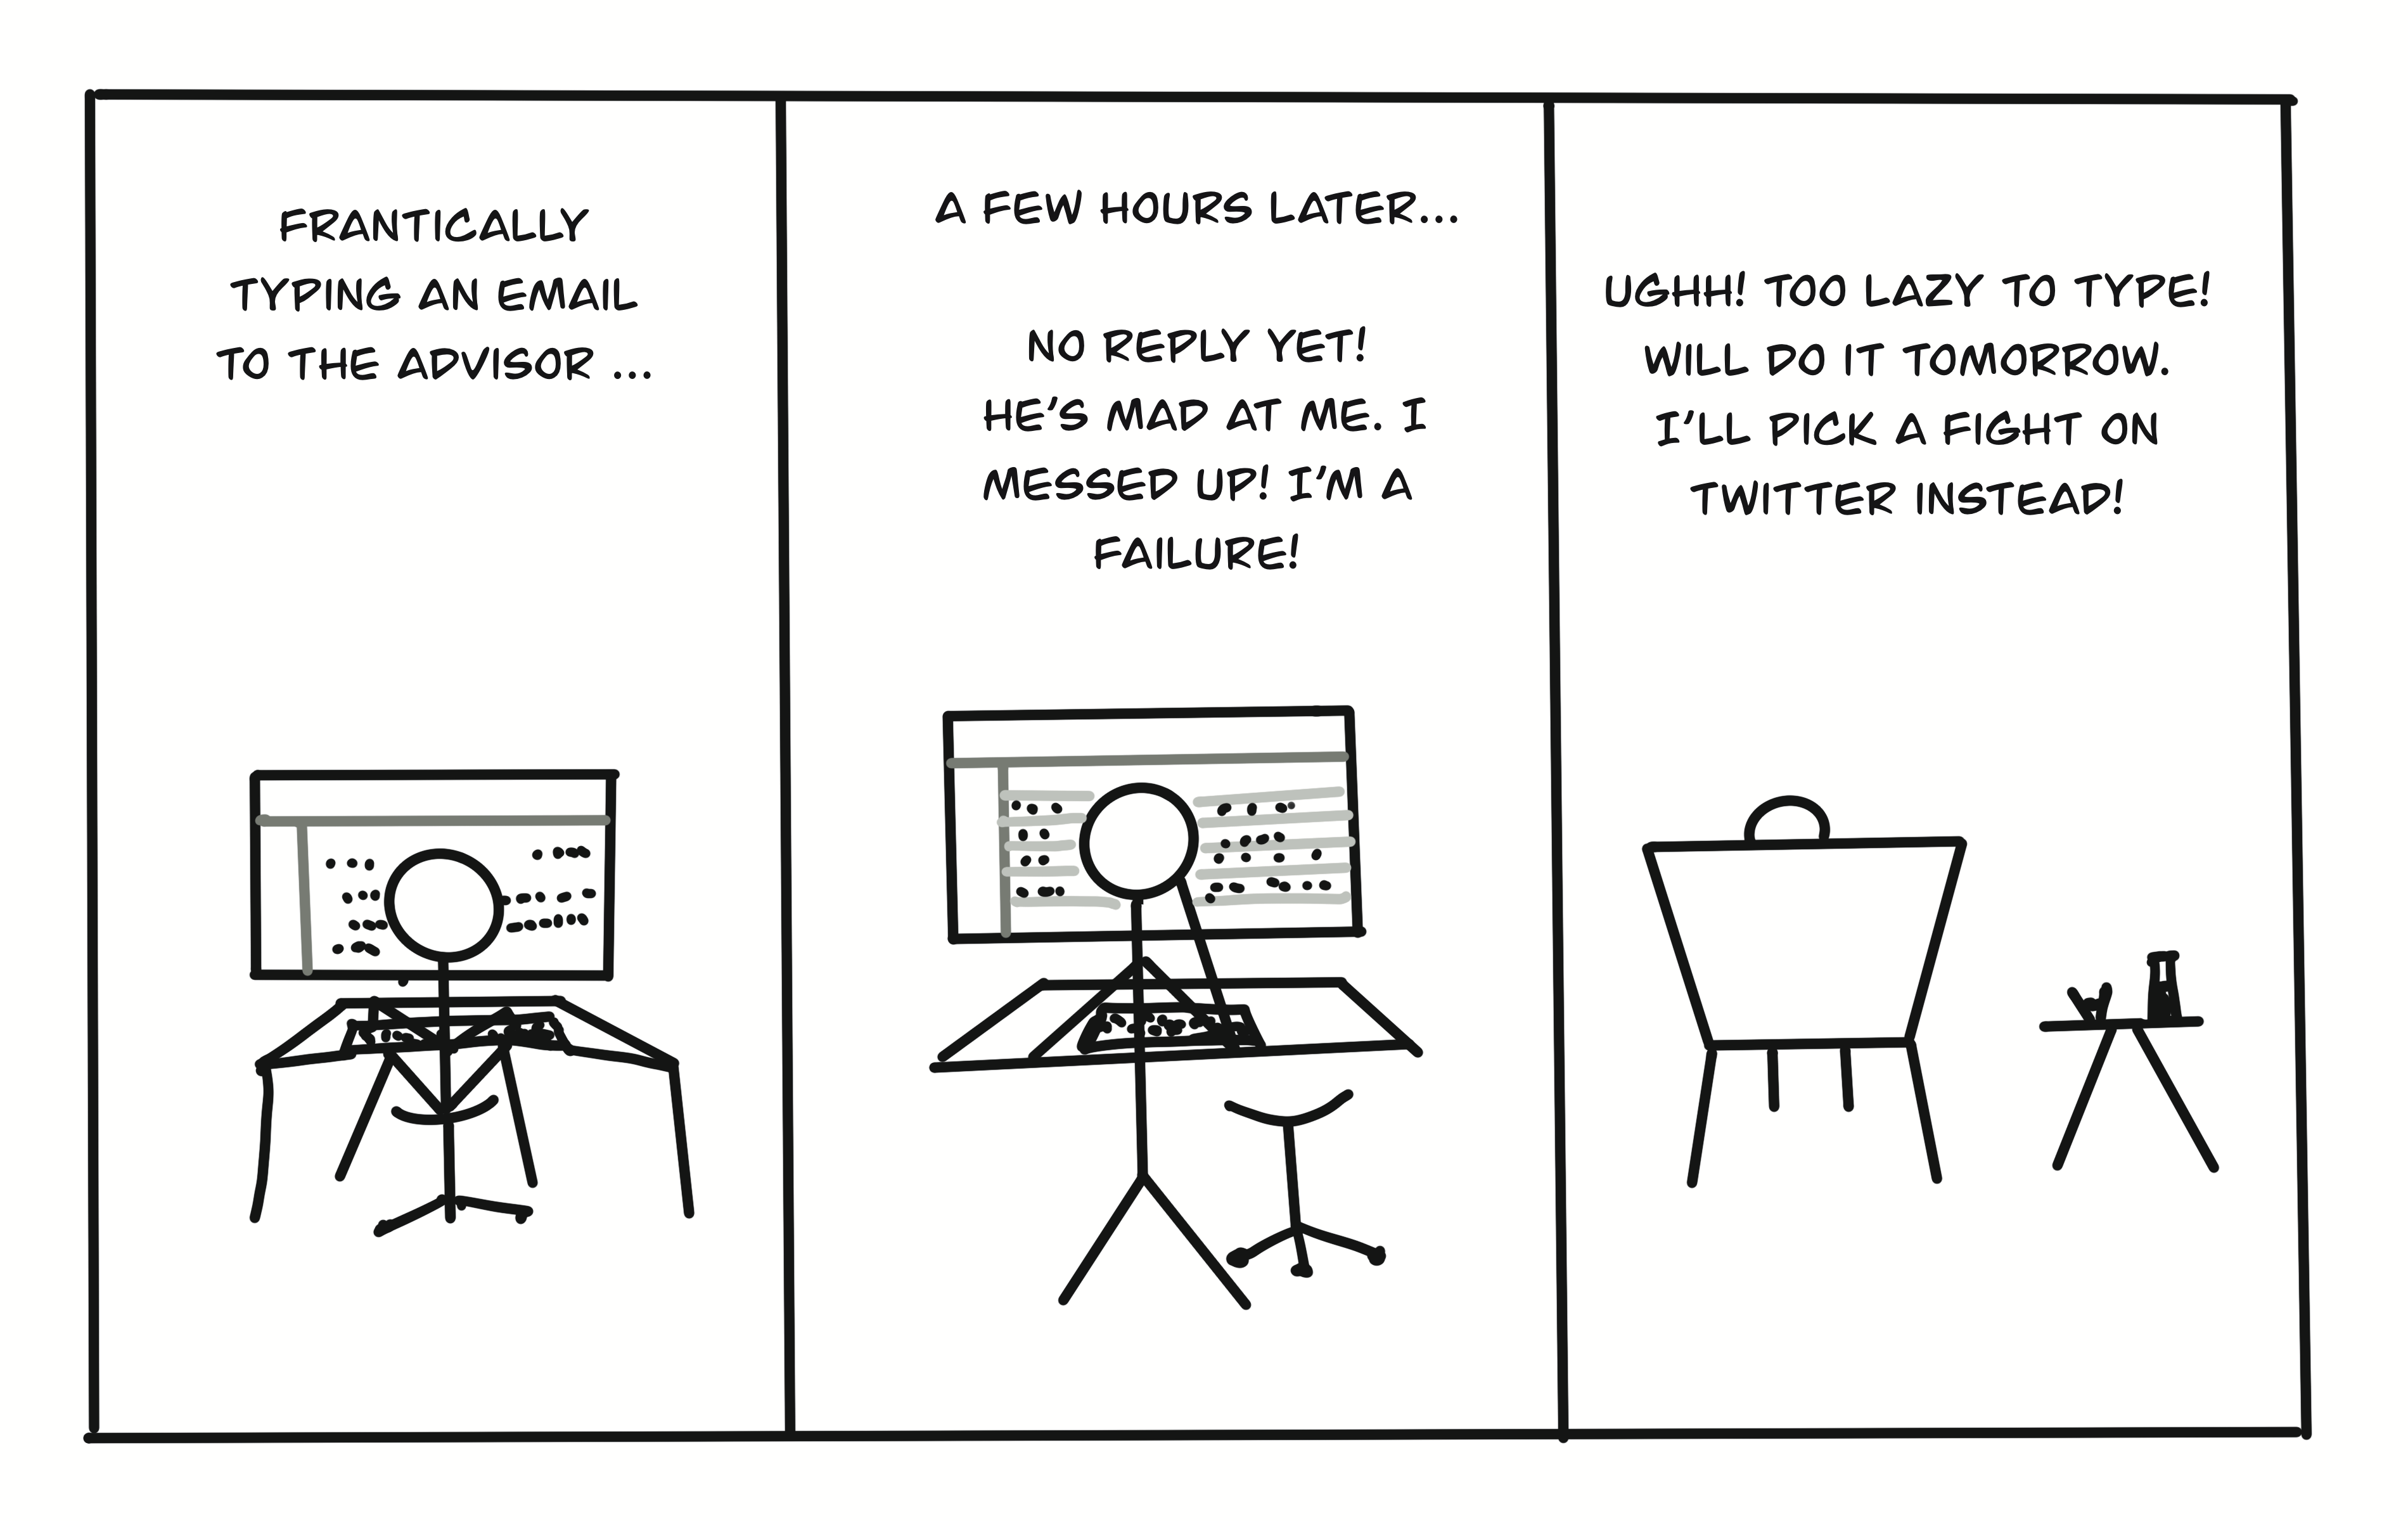 FRANTICALLY
TYPING AN EMAIL
TO THE ADVISOR ...
A FEW HOURS LATER...
NO REPLY YET!
HE'S MAD AT ME. I
MESSED UP! I'M A
FAILURE!
UGHH! TOO LAZY TO TYPE!
WILL DO IT TOMORROW.
I'LL PICK A FIGHT ON
TWITTER INSTEAD!